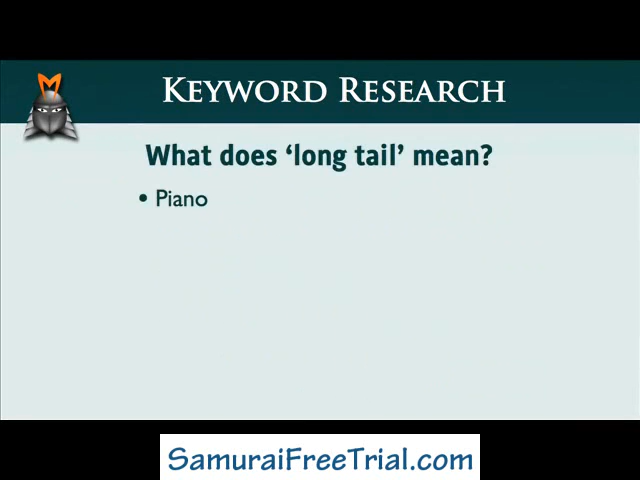 KEYWORD RESEARCH
What does ‘long tail’ mean?
• Piano
SamuraiFreeTrial.com